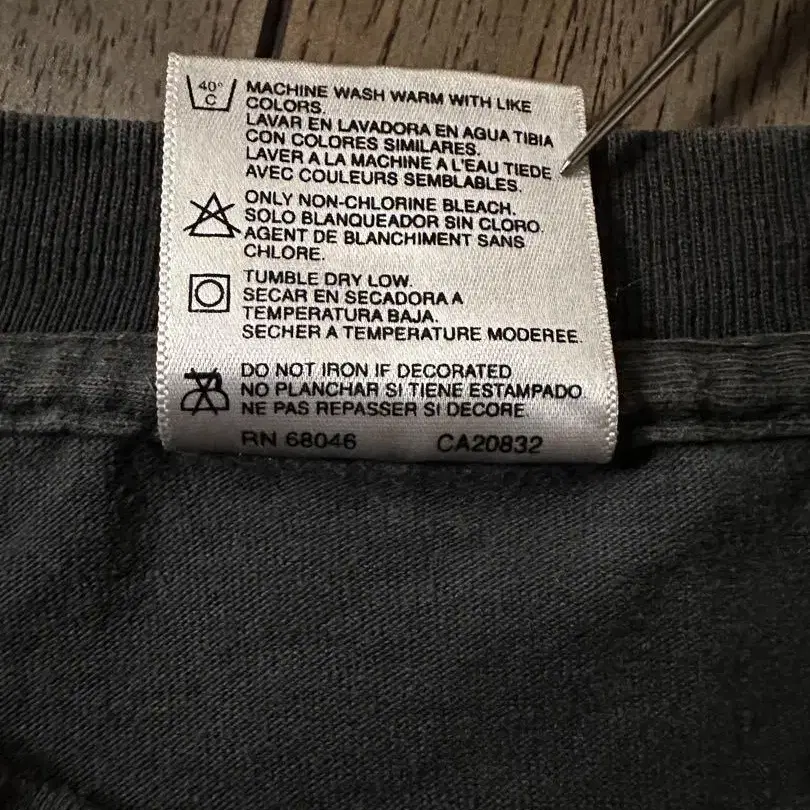 40°
C
MACHINE WASH WARM WITH LIKE
COLORS.
LAVAR EN LAVADORA EN AGUA TIBIA
CON COLORES SIMILARES.
LAVER A LA MACHINE A L'EAU TIEDE
AVEC COULEURS SEMBLABLES.
ONLY NON-CHLORINE BLEACH.
SOLO BLANQUEADOR SIN CLORO.
AGENT DE BLANCHIMENT SANS
CHLORE.
TUMBLE DRY LOW.
SECAR EN SECADORA A
TEMPERATURA BAJA.
SECHER A TEMPERATURE MODEREE.
DO NOT IRON IF DECORATED
NO PLANCHAR SI TIENE ESTAMPADO
NE PAS REPASSER SI DECORE
RN 68046 CA20832